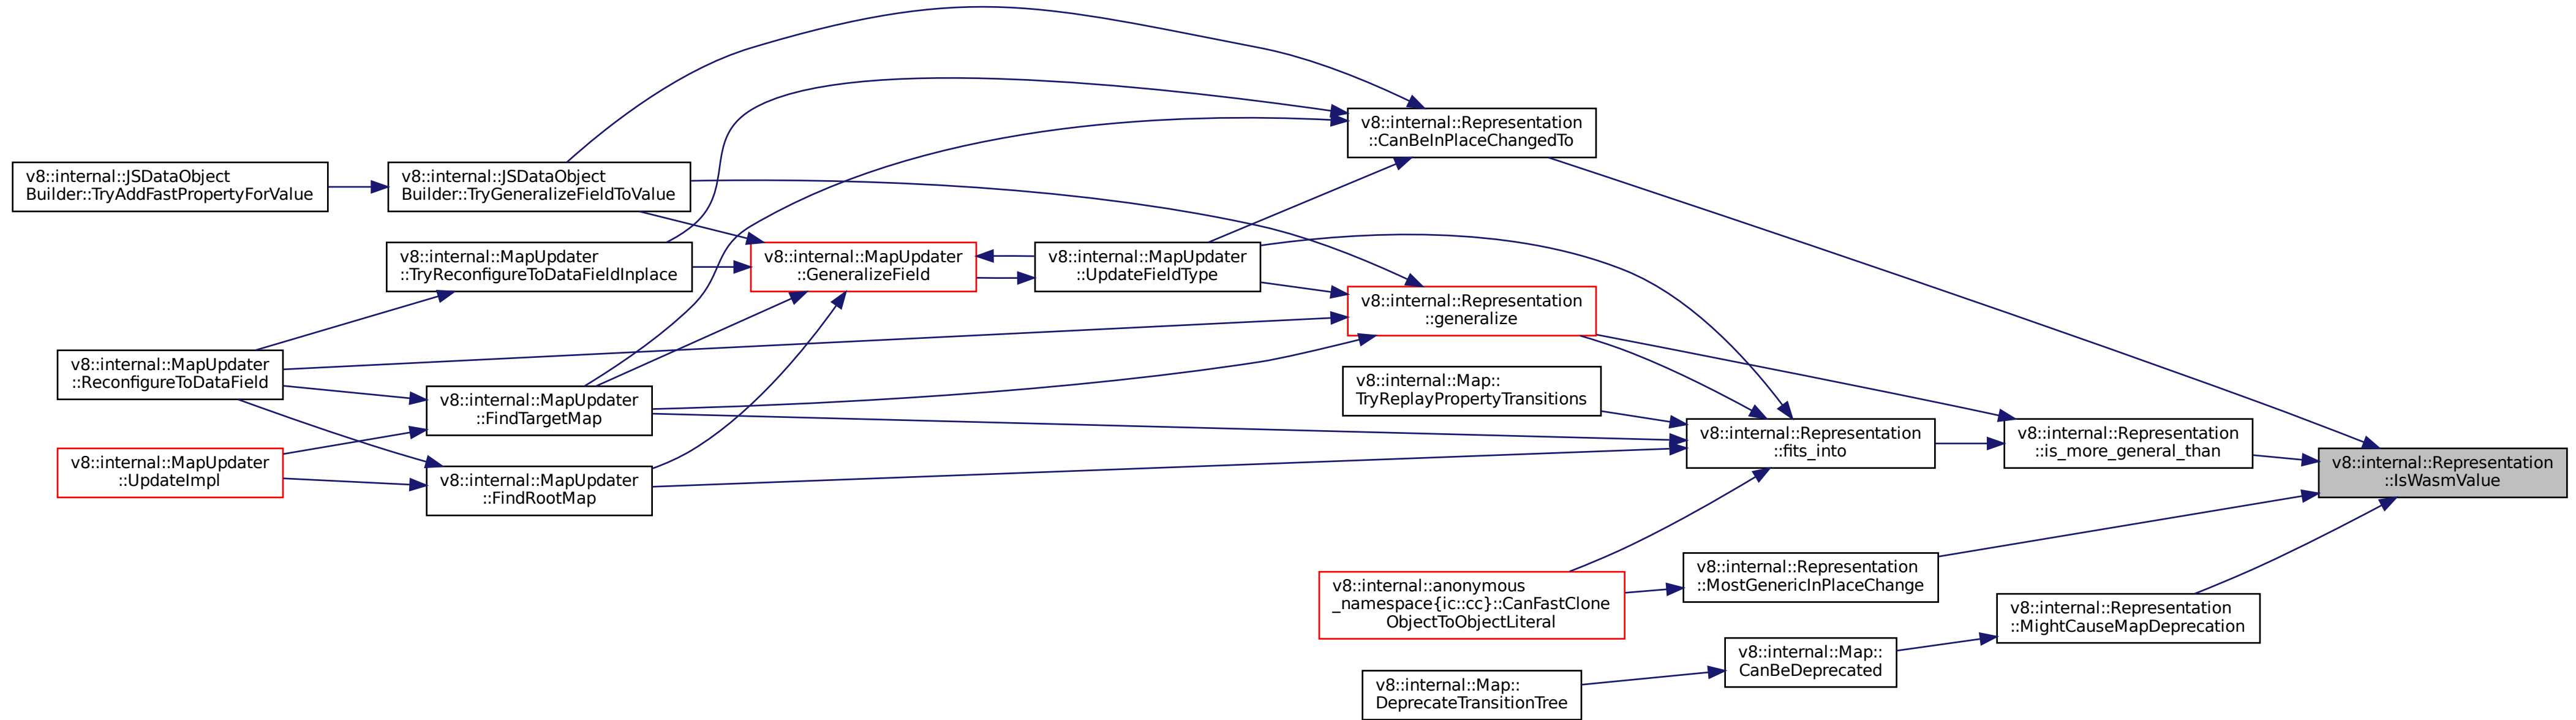 v8::internal::Representation
::CanBeInPlaceChangedTo
v8::internal::JSDataObject
Builder::TryAddFastPropertyForValue
v8::internal::JSDataObject
Builder::TryGeneralizeFieldToValue
v8::internal::MapUpdater
::TryReconfigureToDataFieldInplace
v8::internal::MapUpdater
::GeneralizeField
v8::internal::MapUpdater
::UpdateFieldType
v8::internal::Representation
::generalize
v8::internal::MapUpdater
::ReconfigureToDataField
v8::internal::Map::
TryReplayPropertyTransitions
v8::internal::MapUpdater
::FindTargetMap
v8::internal::Representation
::fits_into
v8::internal::Representation
::is_more_general_than
v8::internal::Representation
::IsWasmValue
v8::internal::MapUpdater
::UpdateImpl
v8::internal::MapUpdater
::FindRootMap
v8::internal::Representation
::MostGenericInPlaceChange
v8::internal::anonymous
_namespace{ic::cc}::CanFastClone
ObjectToObjectLiteral
v8::internal::Representation
::MightCauseMapDeprecation
v8::internal::Map::
CanBeDeprecated
v8::internal::Map::
DeprecateTransitionTree